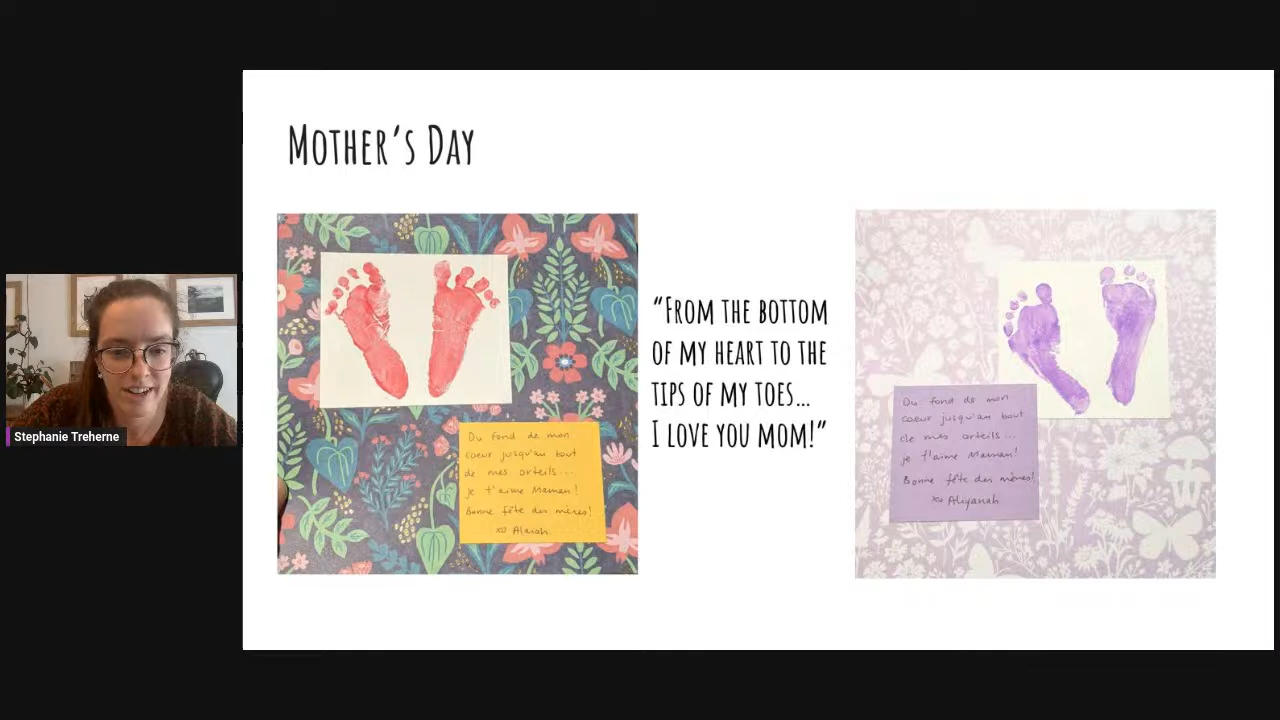 Mother's Day
"From the bottom
of my heart to the
tips of my toes...
I love you mom!"
Du fond de mon
coeur jusqu'au bout
de mes orteils...
je t'aime Maman!
Bonne fête des mères!
xo Alaiah
Du fond de mon
coeur jusqu'au bout
de mes orteils...
je t'aime Maman!
Bonne fête des mères!
xo Aliyanah
Stephanie Treherne